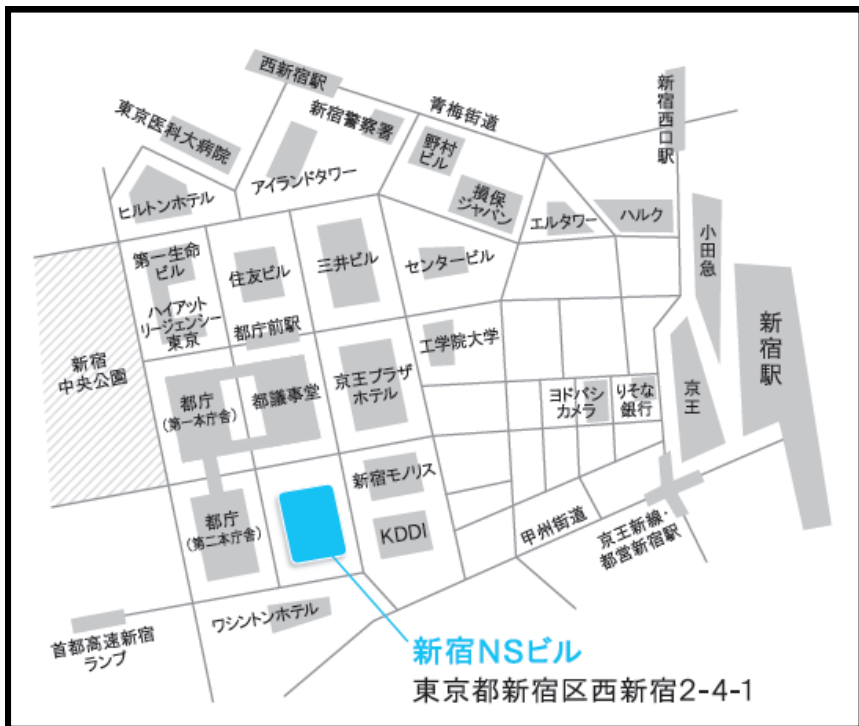 西新宿駅
新宿警察署
青梅街道
新宿西口駅
東京医科大病院
野村
ビル
アイランドタワー
損保
ジャパン
ヒルトンホテル
エルタワー
ハルク
小田急
第一生命
ビル
住友ビル
三井ビル
センタービル
ハイアット
リージェンシー
東京
都庁前駅
工学院大学
新宿駅
新宿
中央公園
都庁
(第一本庁舎)
都議事堂
京王プラザ
ホテル
ヨドバシ
カメラ
りそな
銀行
京王
新宿モノリス
都庁
(第二本庁舎)
KDDI
甲州街道
京王新線・
都営新宿駅
ワシントンホテル
首都高速新宿
ランプ
新宿NSビル
東京都新宿区西新宿2-4-1